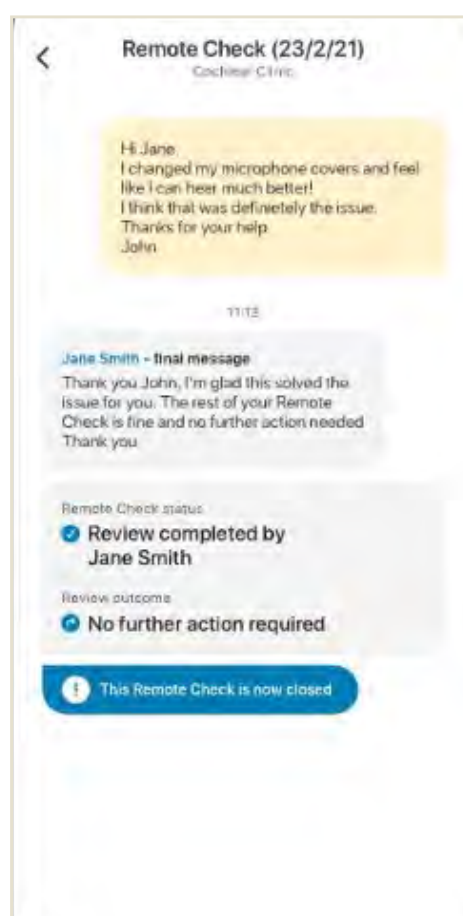 Remote Check (23/2/21)
Cochlear Clinic
Hi Jane
I changed my microphone covers and feel
like I can hear much better!
I think that was definetely the issue.
Thanks for your help
John
11:13
Jane Smith - final message
Thank you John, I'm glad this solved the
issue for you. The rest of your Remote
Check is fine and no further action needed
Thank you
Remote Check status
Review completed by
Jane Smith
Review outcome
No further action required
This Remote Check is now closed